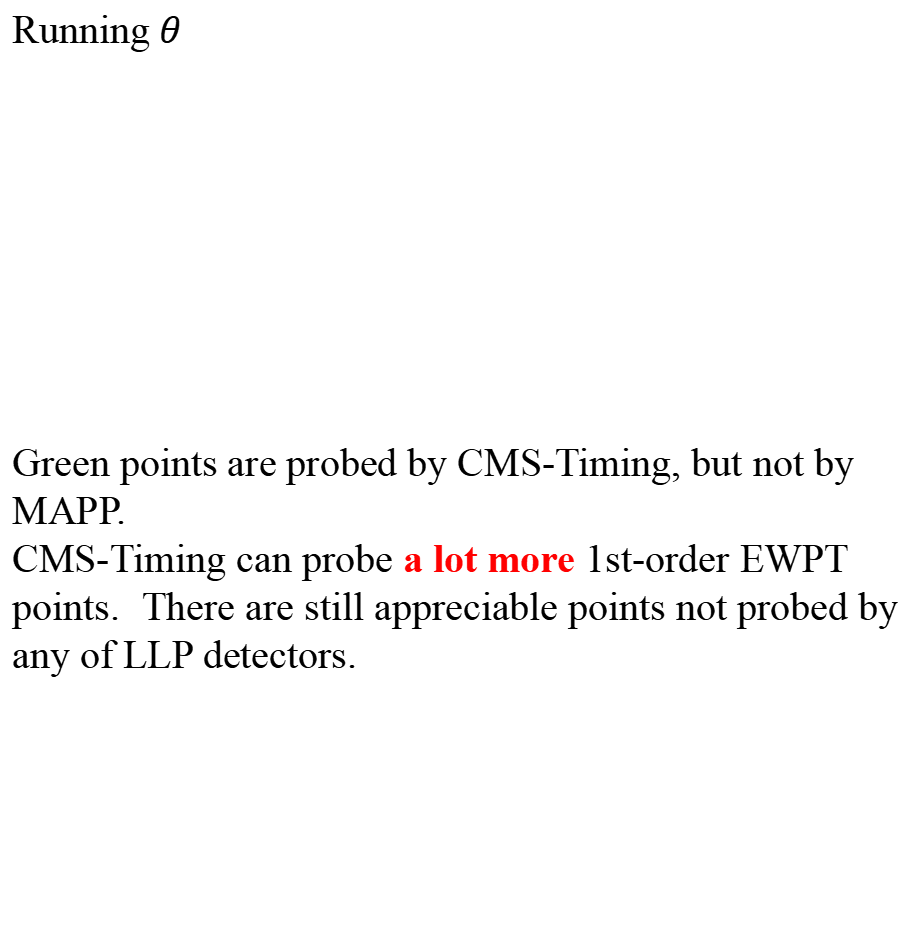 Running θ
Green points are probed by CMS-Timing, but not by
MAPP.
CMS-Timing can probe a lot more 1st-order EWPT
points.  There are still appreciable points not probed by
any of LLP detectors.